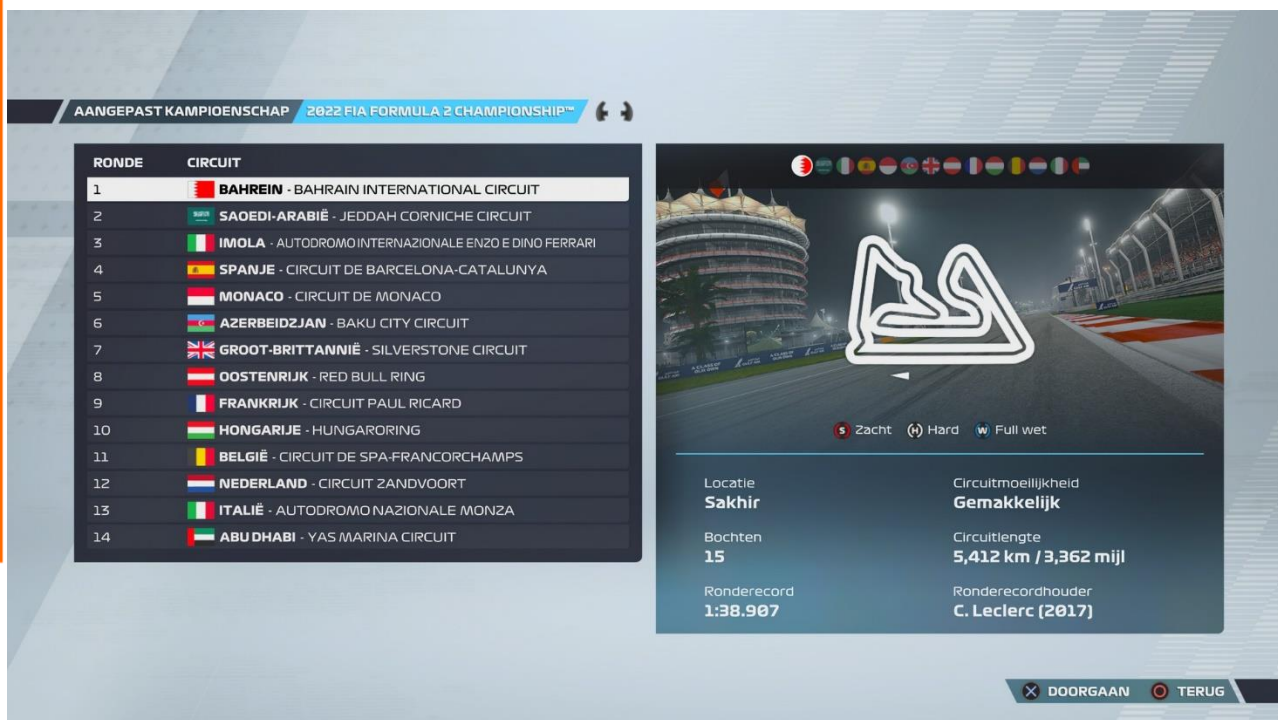 AANGEPAST KAMPIOENSCHAP 2022 FIA FORMULA 2 CHAMPIONSHIP™
RONDE CIRCUIT
1 BAHREIN - BAHRAIN INTERNATIONAL CIRCUIT
2 SAOEDI-ARABIË - JEDDAH CORNICHE CIRCUIT
3 IMOLA - AUTODROMO INTERNAZIONALE ENZO E DINO FERRARI
4 SPANJE - CIRCUIT DE BARCELONA-CATALUNYA
5 MONACO - CIRCUIT DE MONACO
6 AZERBEIDZJAN - BAKU CITY CIRCUIT
7 GROOT-BRITTANNIË - SILVERSTONE CIRCUIT
8 OOSTENRIJK - RED BULL RING
9 FRANKRIJK - CIRCUIT PAUL RICARD
10 HONGARIJE - HUNGARORING
11 BELGIË - CIRCUIT DE SPA-FRANCORCHAMPS
12 NEDERLAND - CIRCUIT ZANDVOORT
13 ITALIË - AUTODROMO NAZIONALE MONZA
14 ABU DHABI - YAS MARINA CIRCUIT
S Zacht H Hard W Full wet
Locatie Circuitmoeilijkheid
Sakhir Gemakkelijk
Bochten Circuitlengte
15 5,412 km / 3,362 mijl
Ronderecord Ronderecordhouder
1:38.907 C. Leclerc (2017)
DOORGAAN TERUG